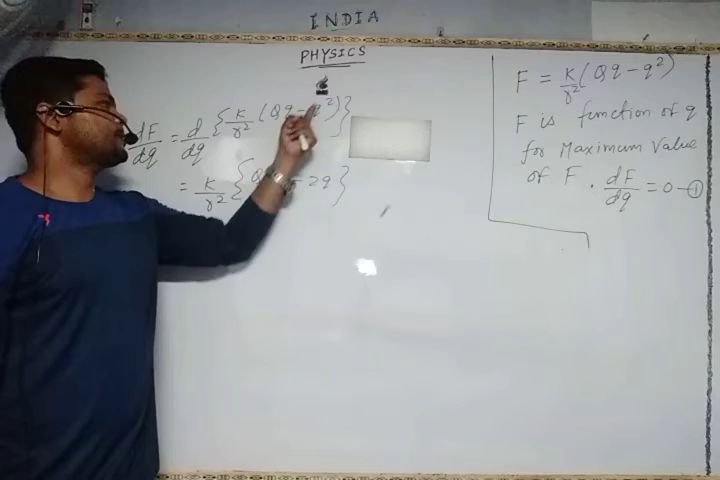 INDIA
PHYSICS
dF/dq = d/dq { K/r² (Qq - q²) }
= K/r² { Q - 2q }
F = K/r² (Qq - q²)
F is function of q
for Maximum Value
of F . dF/dq = 0 - ①